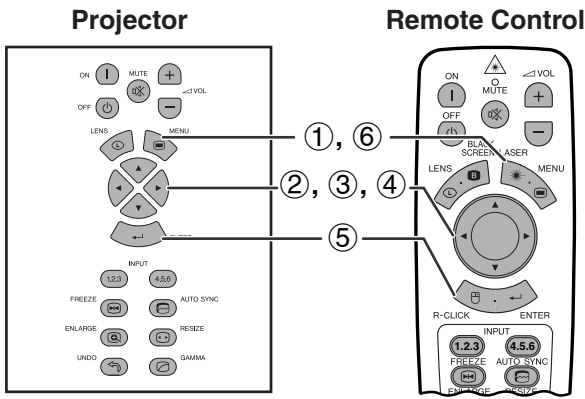 Projector
ON MUTE
VOL
OFF
LENS MENU
INPUT
1,2,3 4,5,6
FREEZE AUTO SYNC
ENLARGE RESIZE
UNDO GAMMA
①, ⑥
②, ③, ④
⑤
Remote Control
ON MUTE VOL
OFF
BLACK
SCREEN LASER
LENS MENU
L B
R-CLICK ENTER
INPUT
1.2.3 4.5.6
FREEZE AUTO SYNC
ENLARGE RESIZE